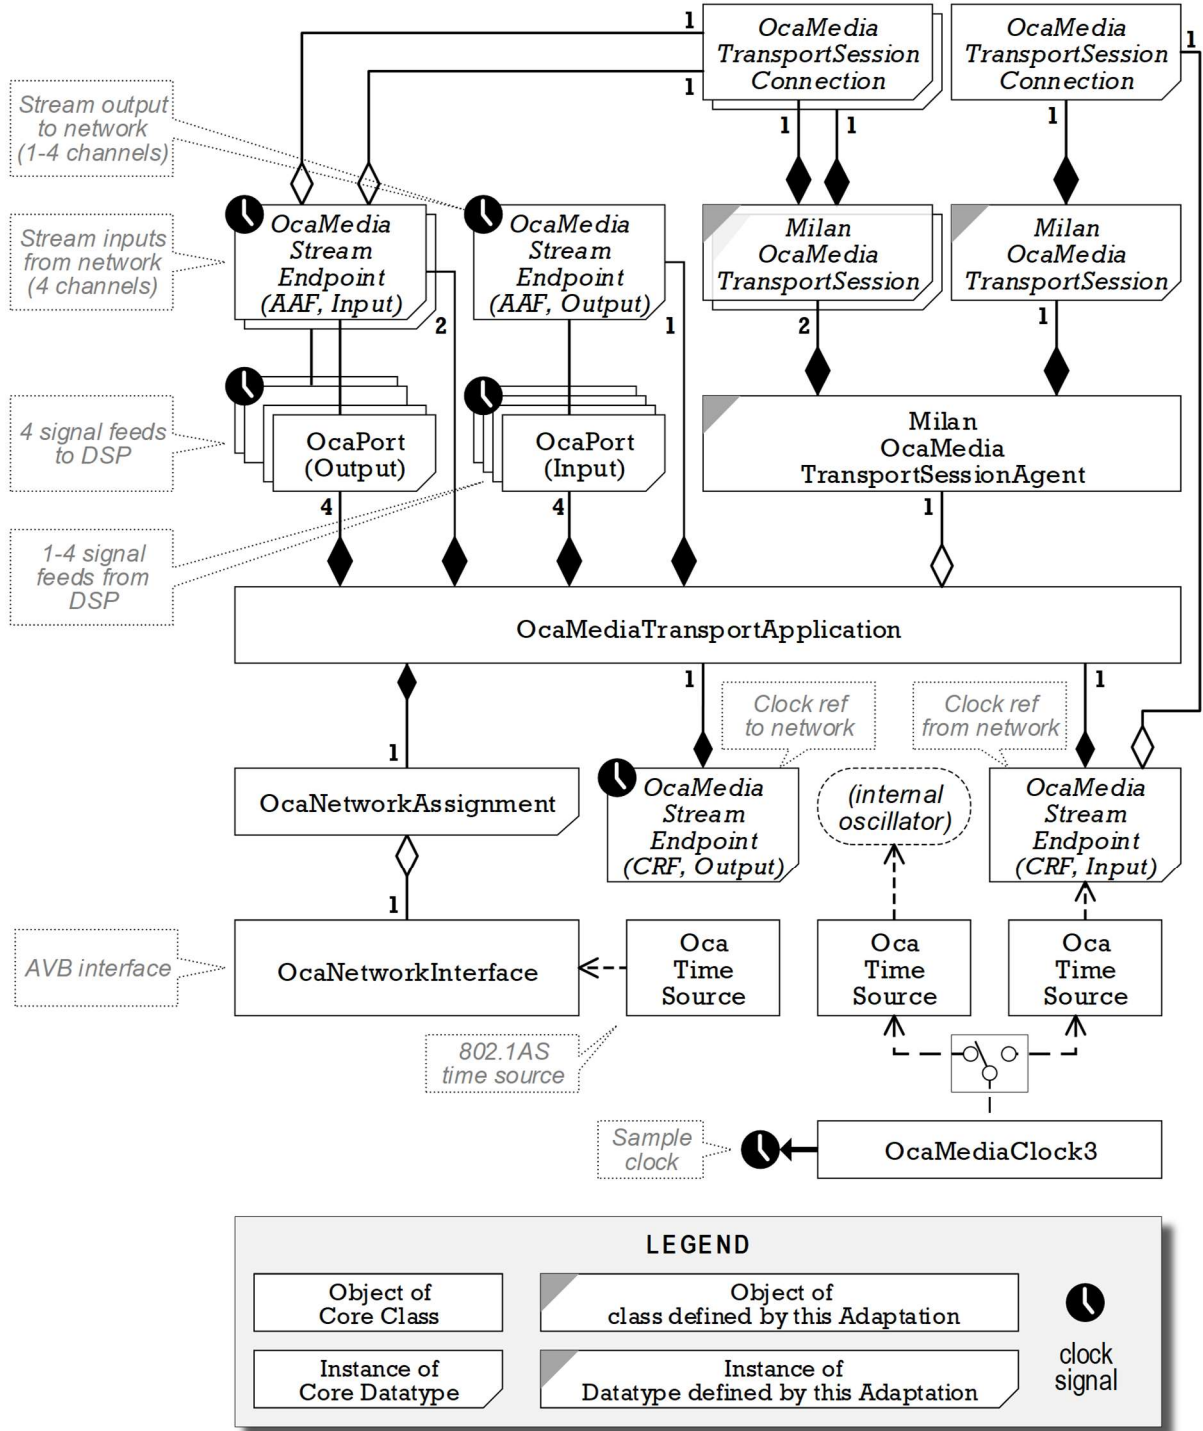 1
OcaMedia
TransportSession
Connection
1
1
1
OcaMedia
TransportSession
Connection
1
1
Stream output
to network
(1-4 channels)
Stream inputs
from network
(4 channels)
OcaMedia
Stream
Endpoint
(AAF, Input)
2
OcaMedia
Stream
Endpoint
(AAF, Output)
1
Milan
OcaMedia
TransportSession
2
Milan
OcaMedia
TransportSession
1
4 signal feeds
to DSP
OcaPort
(Output)
4
OcaPort
(Input)
4
Milan
OcaMedia
TransportSessionAgent
1
1-4 signal
feeds from
DSP
OcaMediaTransportApplication
1
1
1
Clock ref
to network
Clock ref
from network
OcaNetworkAssignment
OcaMedia
Stream
Endpoint
(CRF, Output)
(internal
oscillator)
OcaMedia
Stream
Endpoint
(CRF, Input)
1
AVB interface
OcaNetworkInterface
Oca
Time
Source
Oca
Time
Source
Oca
Time
Source
802.1AS
time source
Sample
clock
OcaMediaClock3
LEGEND
Object of
Core Class
Object of
class defined by this Adaptation
Instance of
Core Datatype
Instance of
Datatype defined by this Adaptation
clock
signal